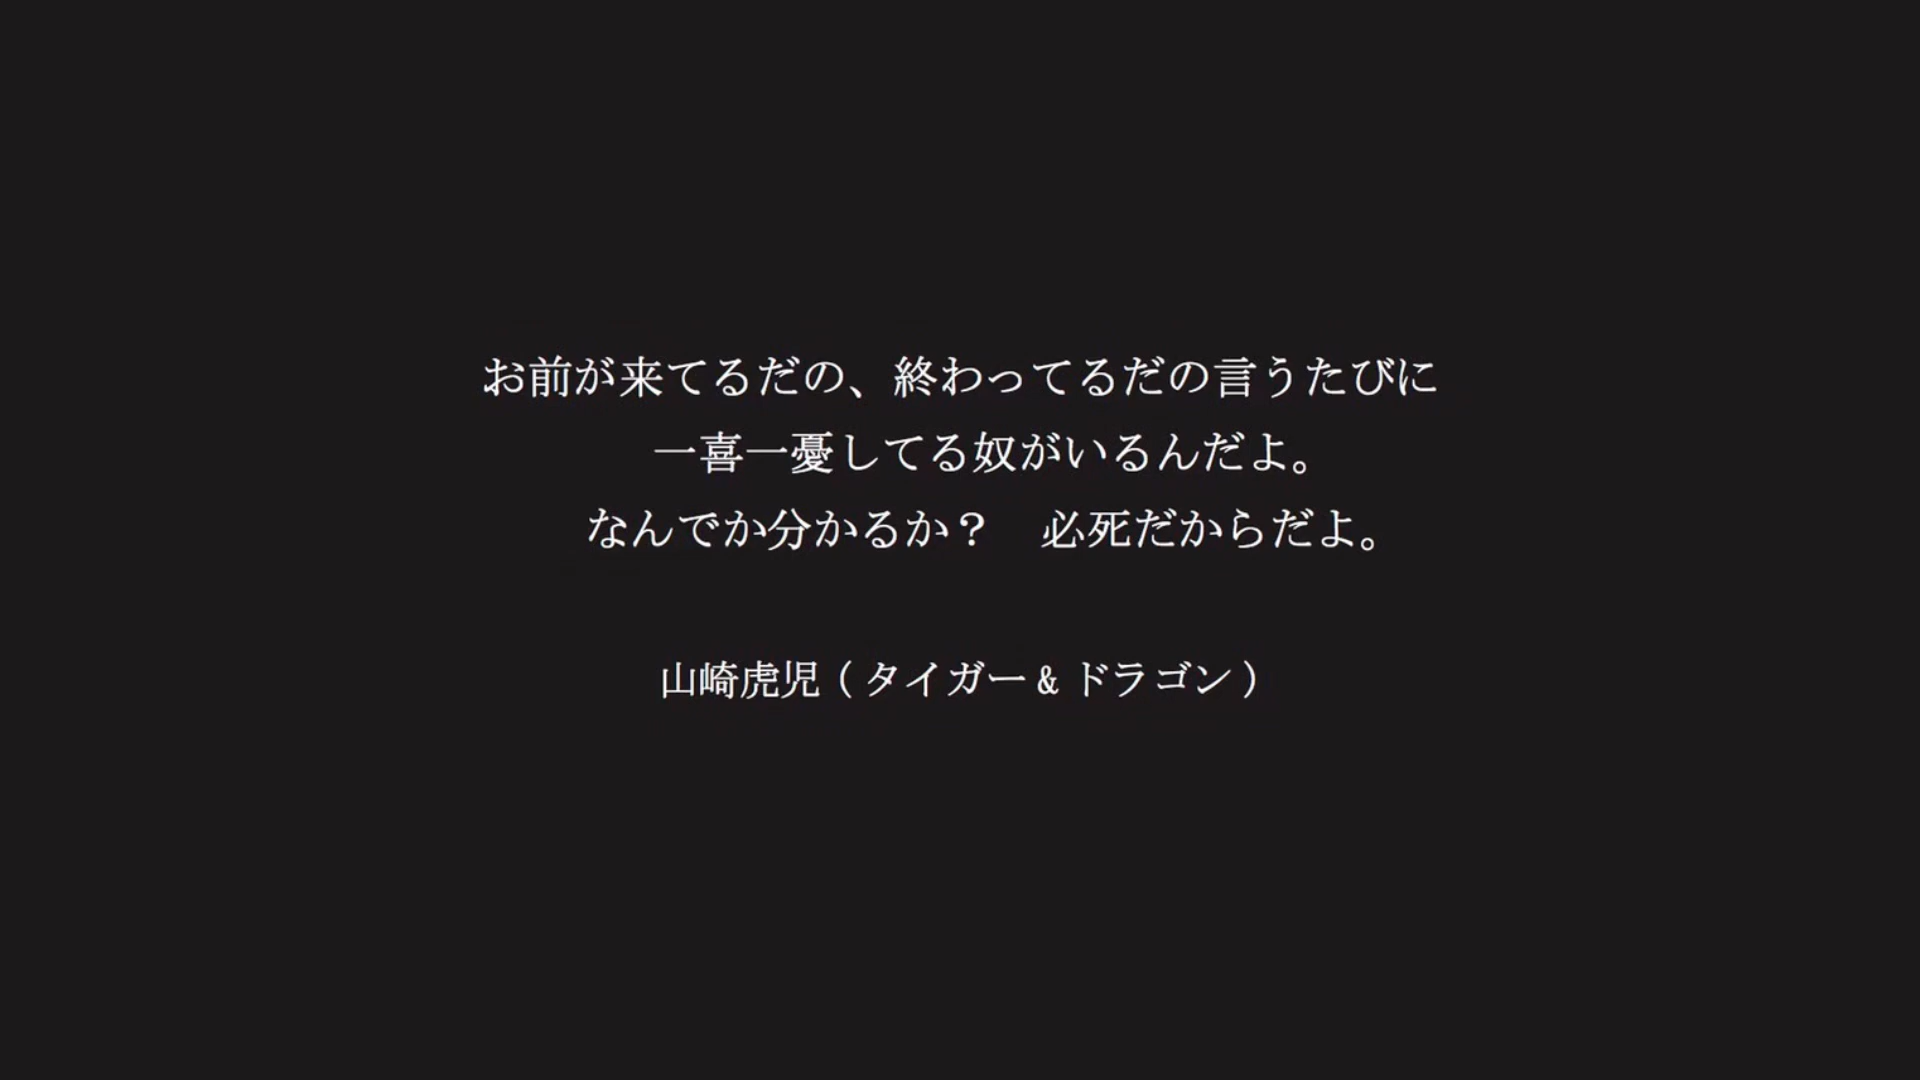 お前が来てるだの、終わってるだの言うたびに
一喜一憂してる奴がいるんだよ。
なんでか分かるか？　必死だからだよ。
山崎虎児（タイガー&ドラゴン）